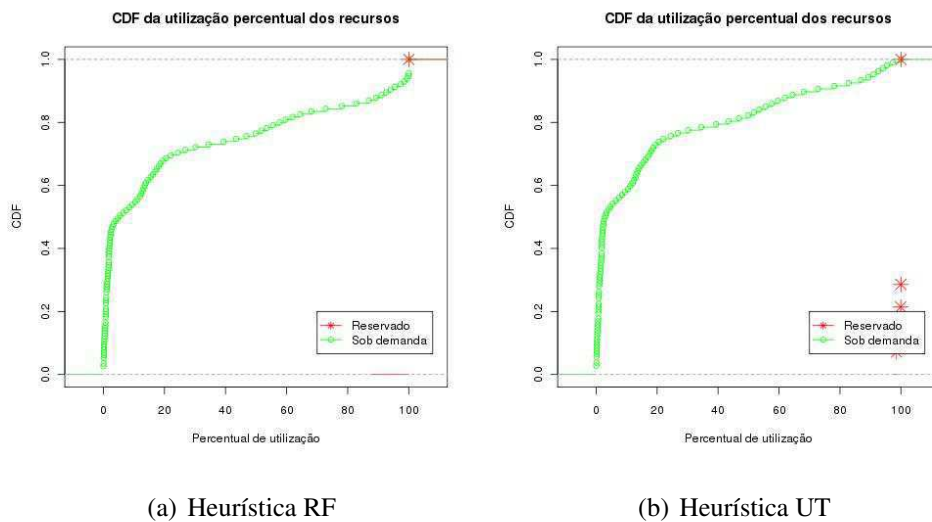 CDF da utilização percentual dos recursos
1.0
0.8
0.6
0.4
0.2
0.0
CDF
Reservado
Sob demanda
0 20 40 60 80 100
Percentual de utilização
(a) Heurística RF
CDF da utilização percentual dos recursos
1.0
0.8
0.6
0.4
0.2
0.0
CDF
Reservado
Sob demanda
0 20 40 60 80 100
Percentual de utilização
(b) Heurística UT